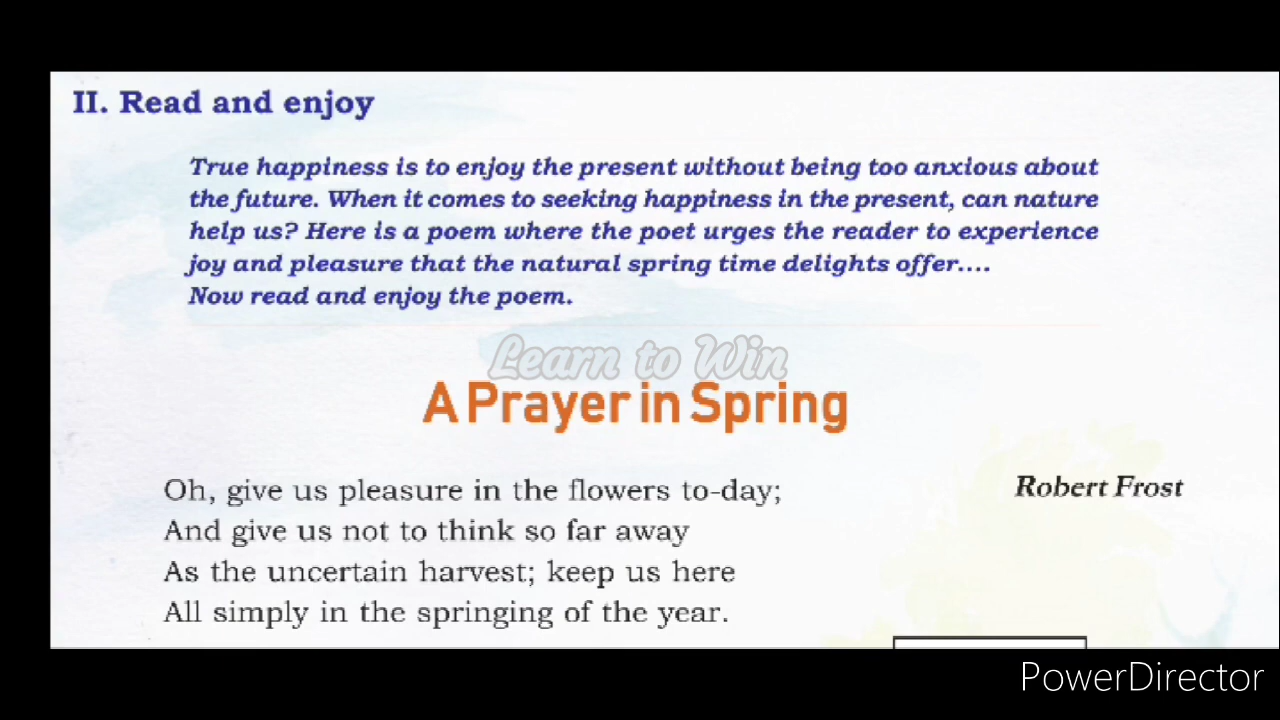 II. Read and enjoy
True happiness is to enjoy the present without being too anxious about
the future. When it comes to seeking happiness in the present, can nature
help us? Here is a poem where the poet urges the reader to experience
joy and pleasure that the natural spring time delights offer....
Now read and enjoy the poem.
Learn to Win
A Prayer in Spring
Robert Frost
Oh, give us pleasure in the flowers to-day;
And give us not to think so far away
As the uncertain harvest; keep us here
All simply in the springing of the year.
PowerDirector